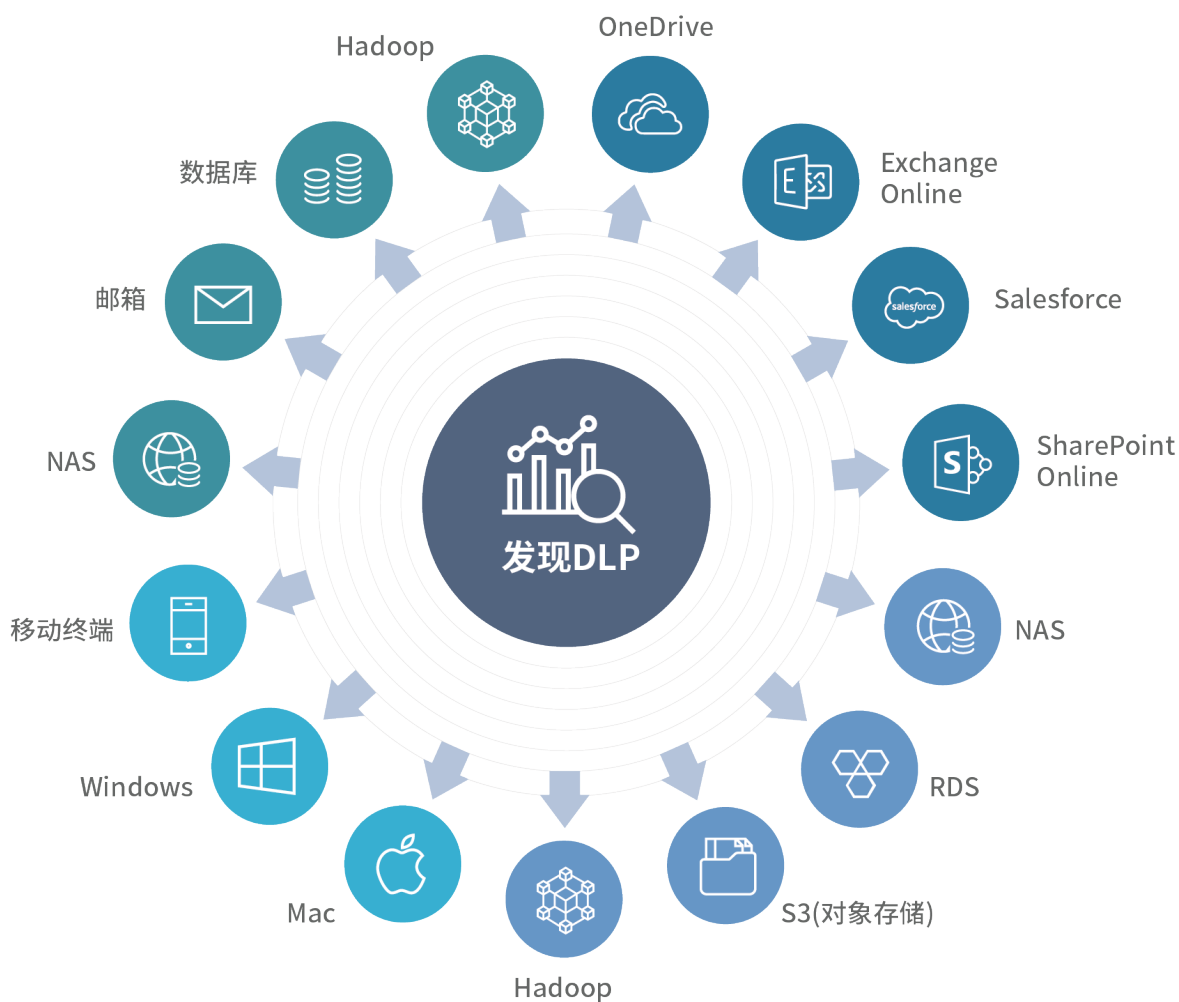 OneDrive
Hadoop
Exchange
Online
数据库
邮箱
salesforce
Salesforce
E
SharePoint
Online
S
NAS
发现DLP
移动终端
NAS
Windows
RDS
Mac
S3(对象存储)
Hadoop